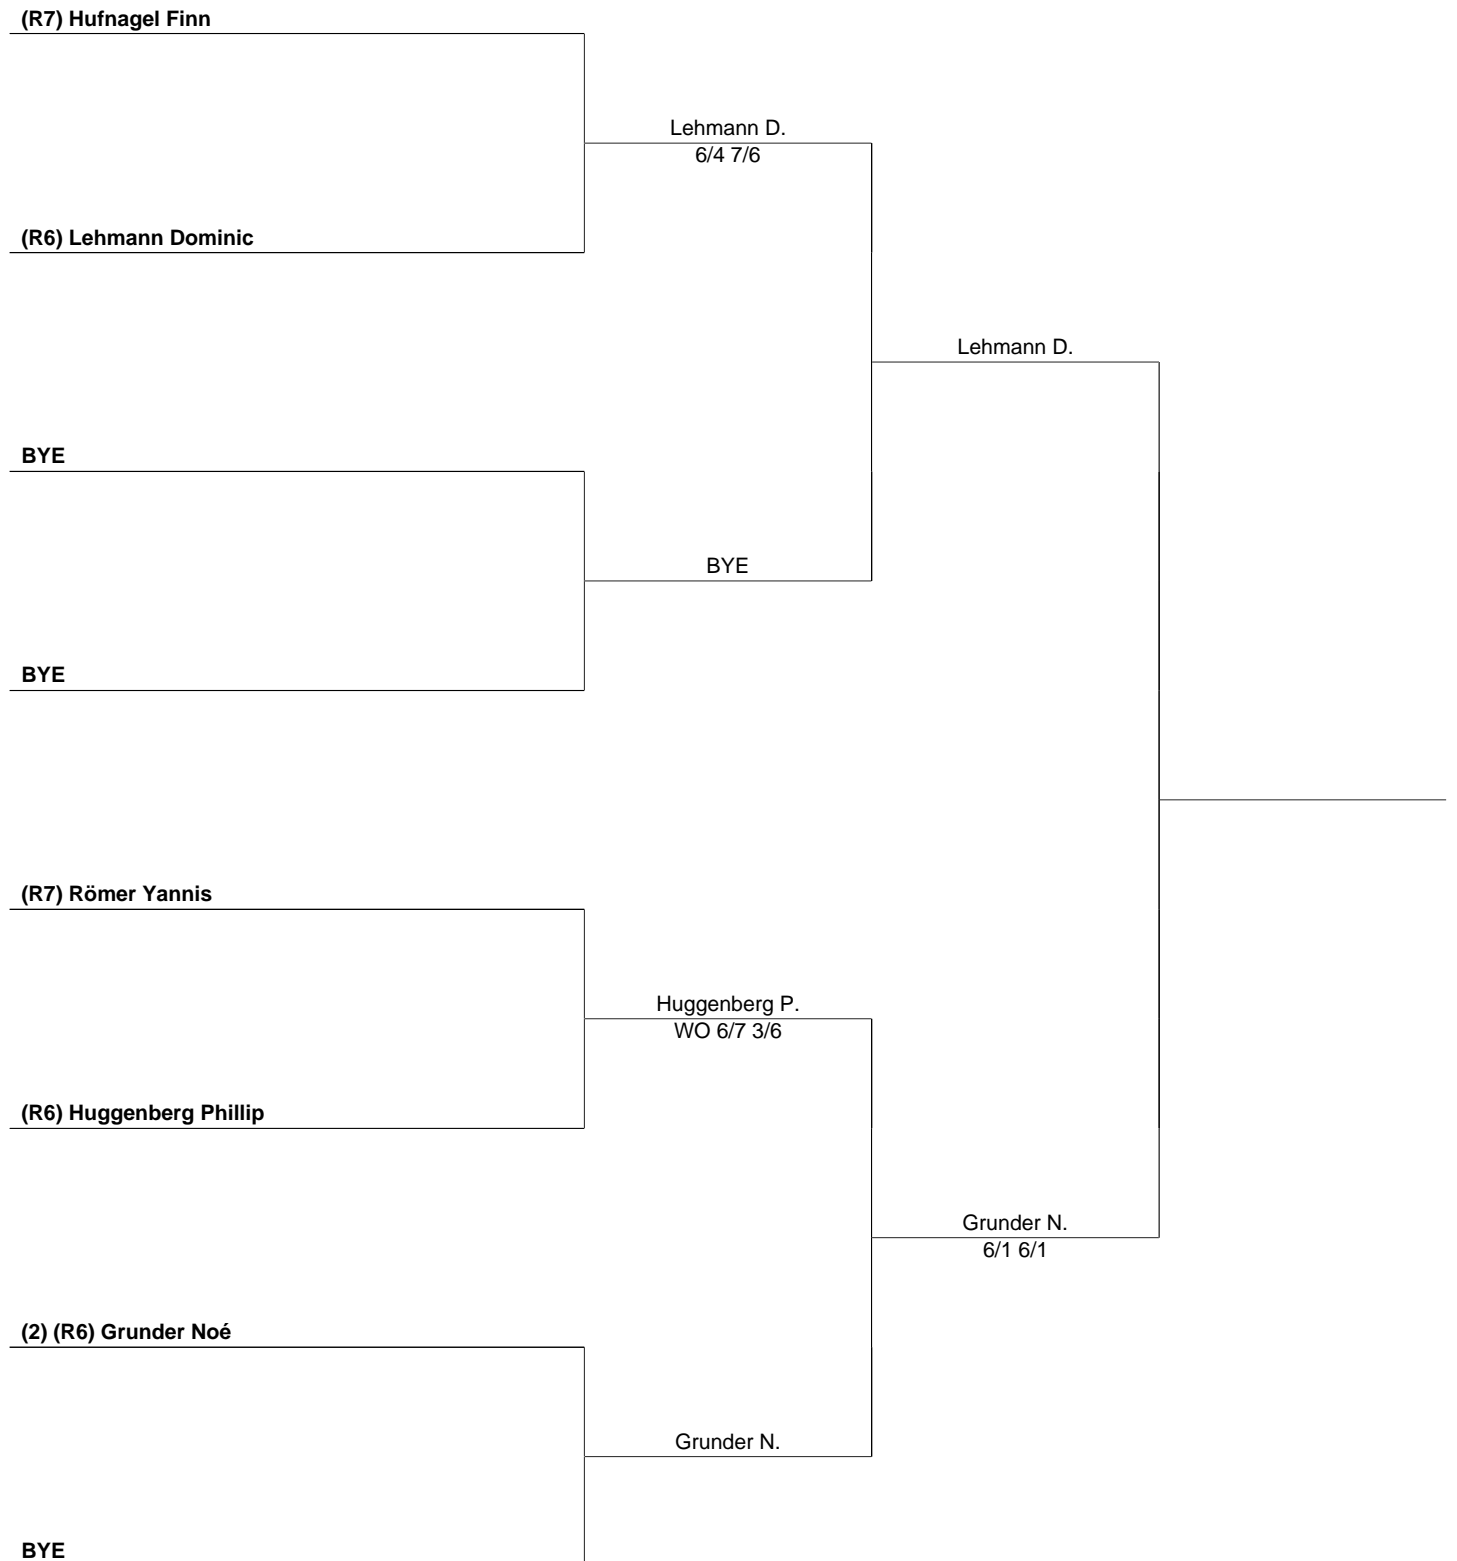 (R7) Hufnagel Finn
Lehmann D.
6/4 7/6
(R6) Lehmann Dominic
Lehmann D.
BYE
BYE
BYE
(R7) Römer Yannis
Huggenberg P.
WO 6/7 3/6
(R6) Huggenberg Phillip
Grunder N.
6/1 6/1
(2) (R6) Grunder Noé
Grunder N.
BYE